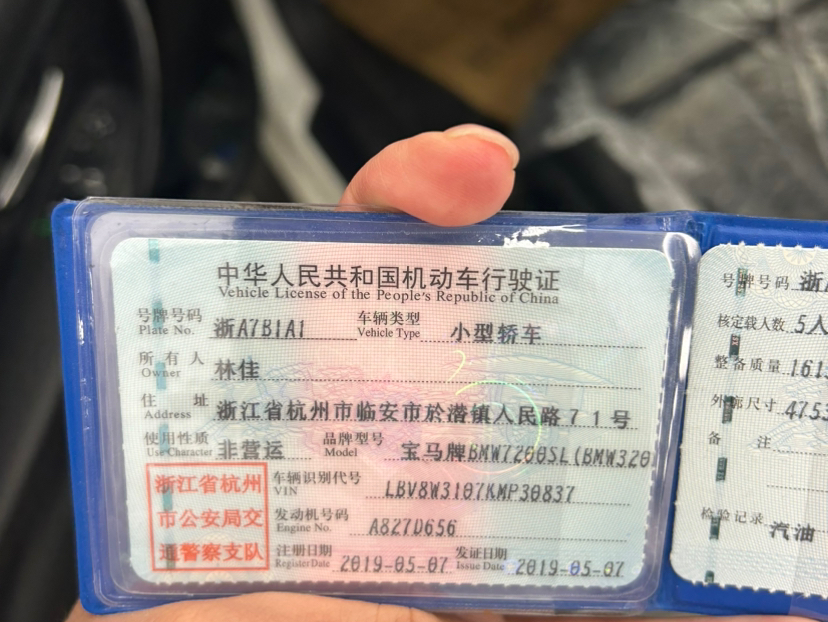 中华人民共和国机动车行驶证
Vehicle License of the People's Republic of China
号牌号码 浙A7B1A1 车辆类型 小型轿车
Plate No. Vehicle Type
所有人 林佳
Owner
住址 浙江省杭州市临安市於潜镇人民路71号
Address
使用性质 非营运 品牌型号 宝马牌BMW7200SL(BMW320
Use Character Model
浙江省杭州
市公安局交
通警察支队
车辆识别代号 LBV8W3107KMP30837
VIN
发动机号码 A827D656
Engine No.
注册日期 2019-05-07 发证日期 2019-05-07
Register Date Issue Date
号牌号码 浙
核定载人数 5人
整备质量 161
外廓尺寸 4753
备注
检验记录 汽油